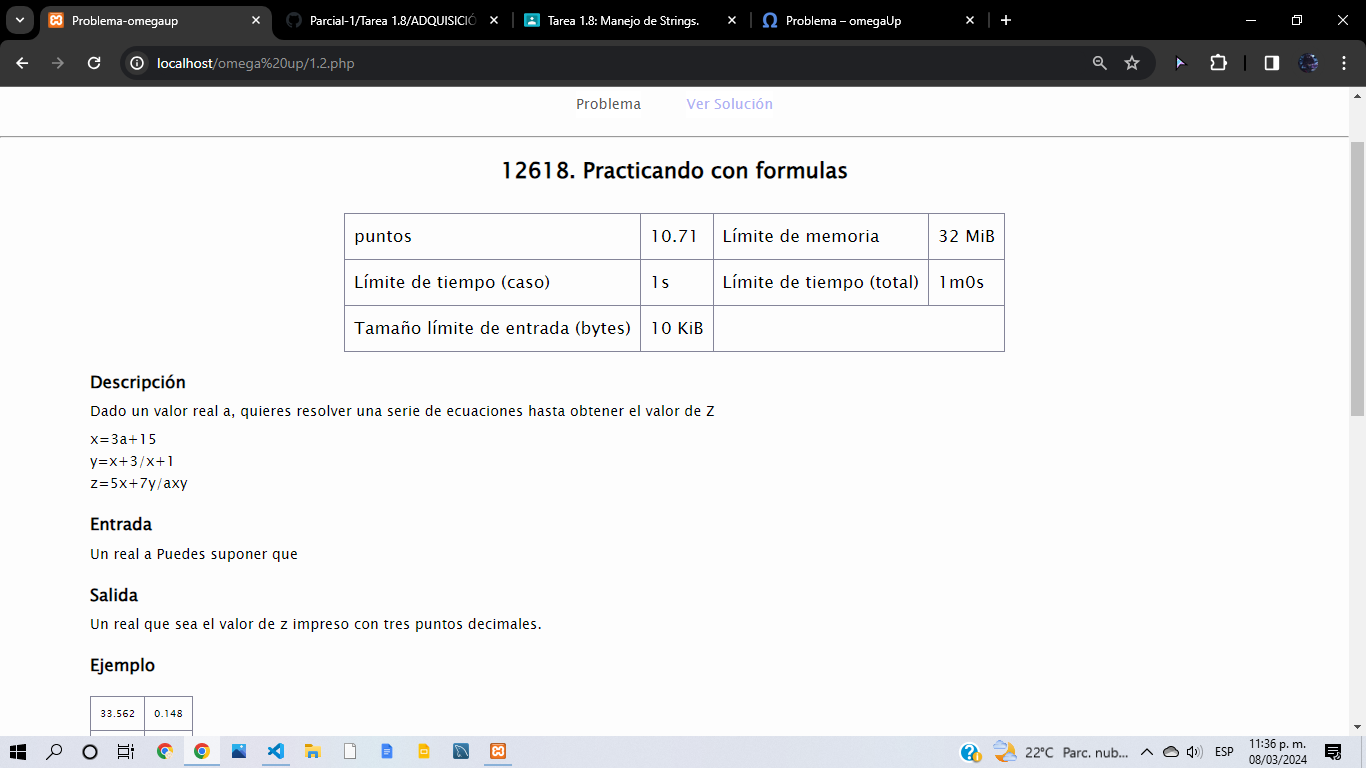 Problema-omegaup
Parcial-1/Tarea 1.8/ADQUISICIÓ
Tarea 1.8: Manejo de Strings.
Problema – omegaUp
localhost/omega%20up/1.2.php
Problema Ver Solución
12618. Practicando con formulas
puntos 10.71 Límite de memoria 32 MiB
Límite de tiempo (caso) 1s Límite de tiempo (total) 1m0s
Tamaño límite de entrada (bytes) 10 KiB
Descripción
Dado un valor real a, quieres resolver una serie de ecuaciones hasta obtener el valor de Z
x=3a+15
y=x+3/x+1
z=5x+7y/axy
Entrada
Un real a Puedes suponer que
Salida
Un real que sea el valor de z impreso con tres puntos decimales.
Ejemplo
33.562 0.148
22°C Parc. nub...
ESP
11:36 p. m.
08/03/2024